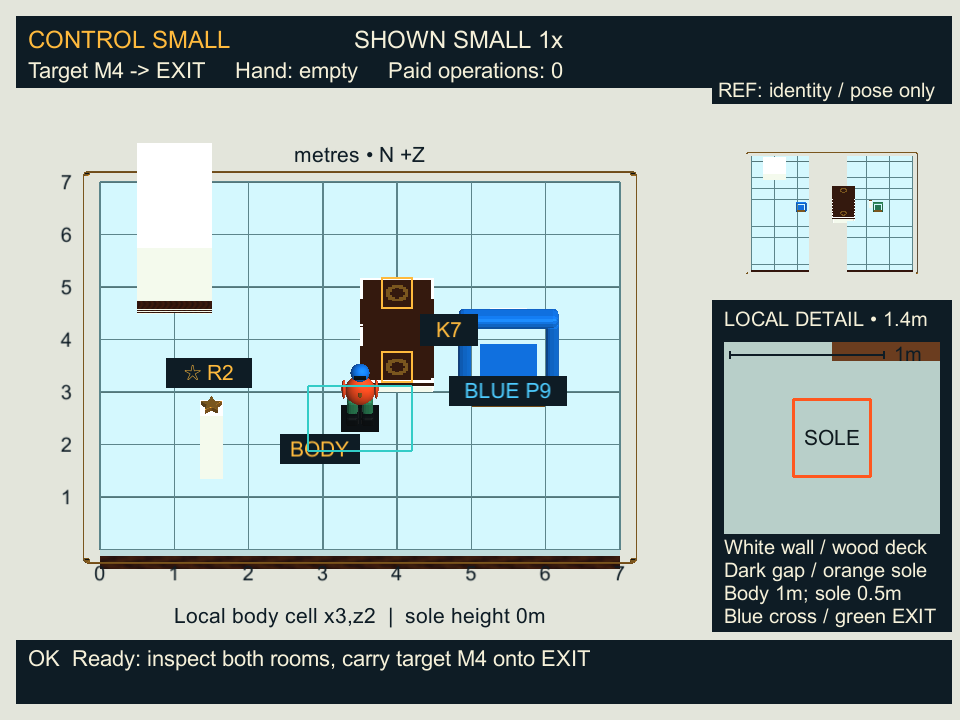 CONTROL SMALL
SHOWN SMALL 1x
Target M4 -> EXIT
Hand: empty
Paid operations: 0
REF: identity / pose only
metres • N +Z
7
6
5
4
3
2
1
K7
☆ R2
BLUE P9
BODY
0 1 2 3 4 5 6 7
Local body cell x3,z2 | sole height 0m
LOCAL DETAIL • 1.4m
1m
SOLE
White wall / wood deck
Dark gap / orange sole
Body 1m; sole 0.5m
Blue cross / green EXIT
OK Ready: inspect both rooms, carry target M4 onto EXIT